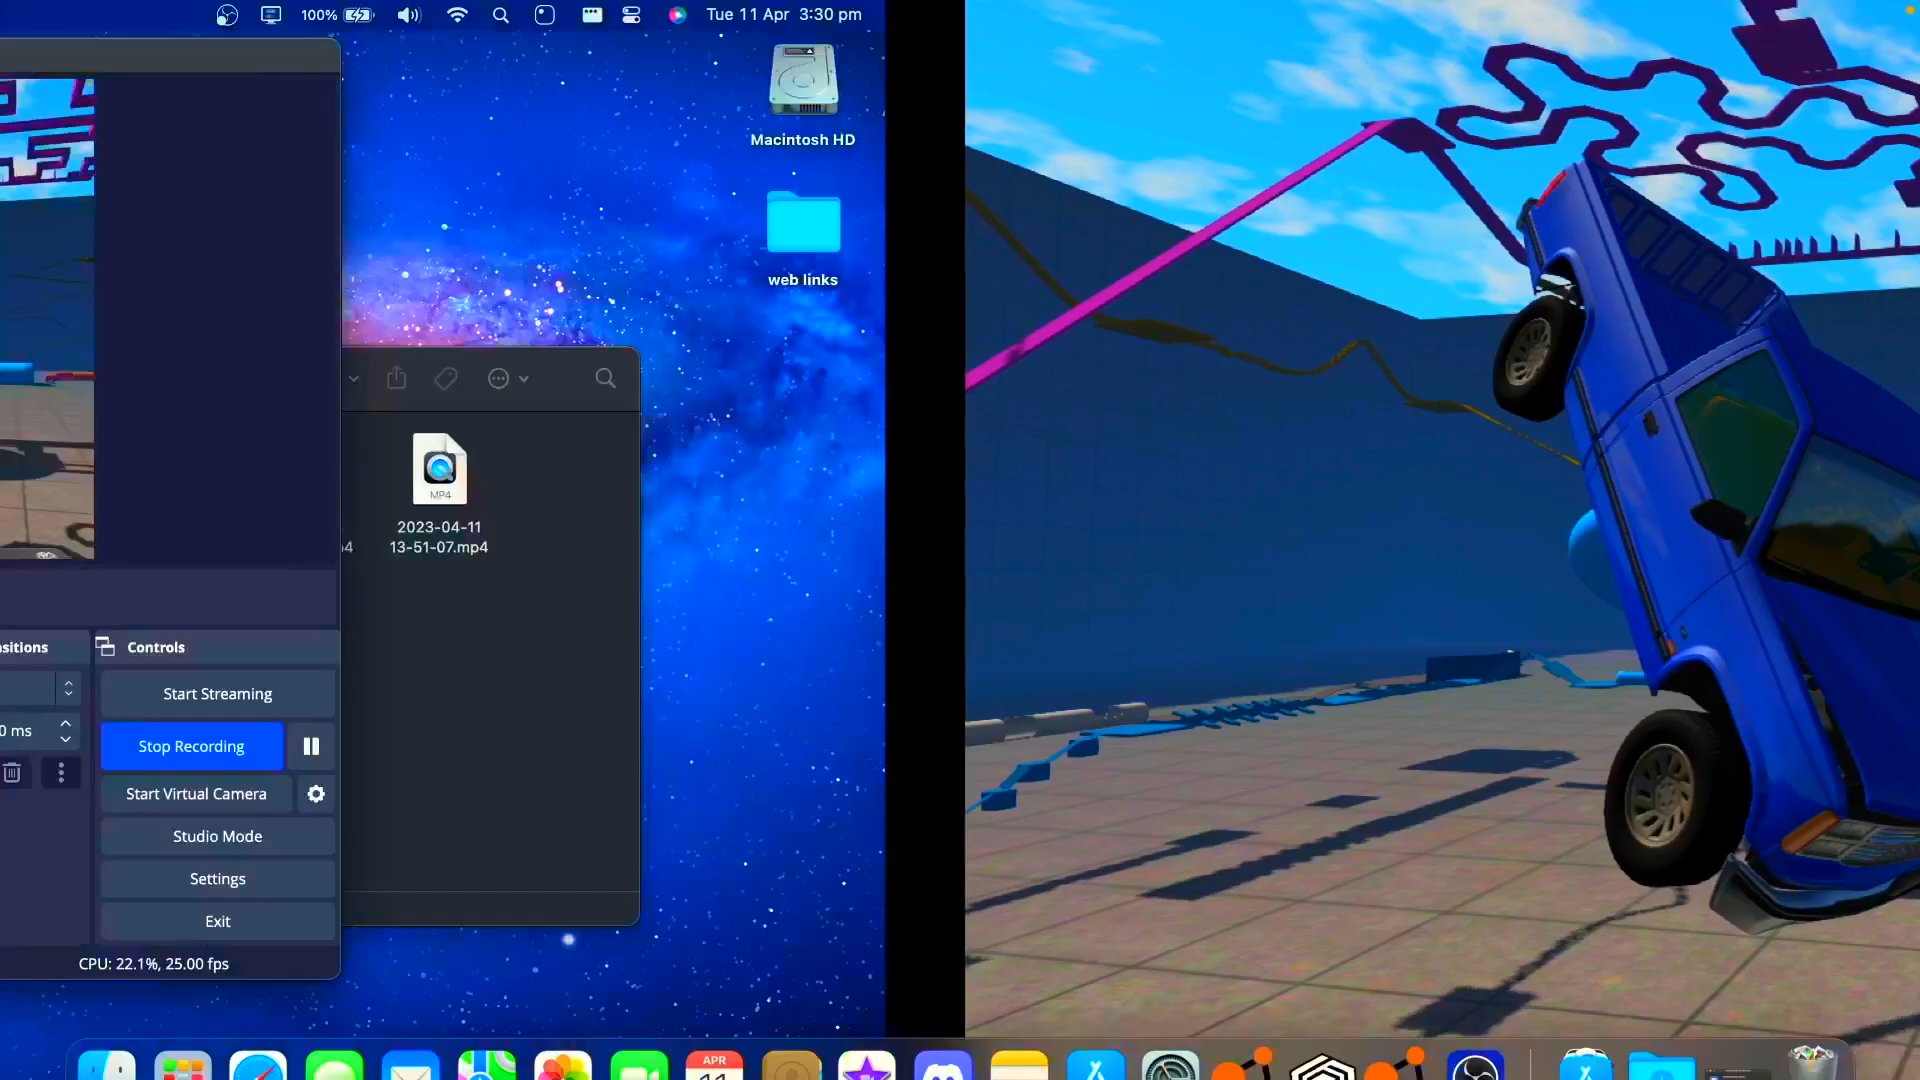 100%
Tue 11 Apr 3:30 pm
Macintosh HD
web links
MP4
2023-04-11
13-51-07.mp4
Controls
Start Streaming
0 ms
Stop Recording
Start Virtual Camera
Studio Mode
Settings
Exit
CPU: 22.1%, 25.00 fps
APR